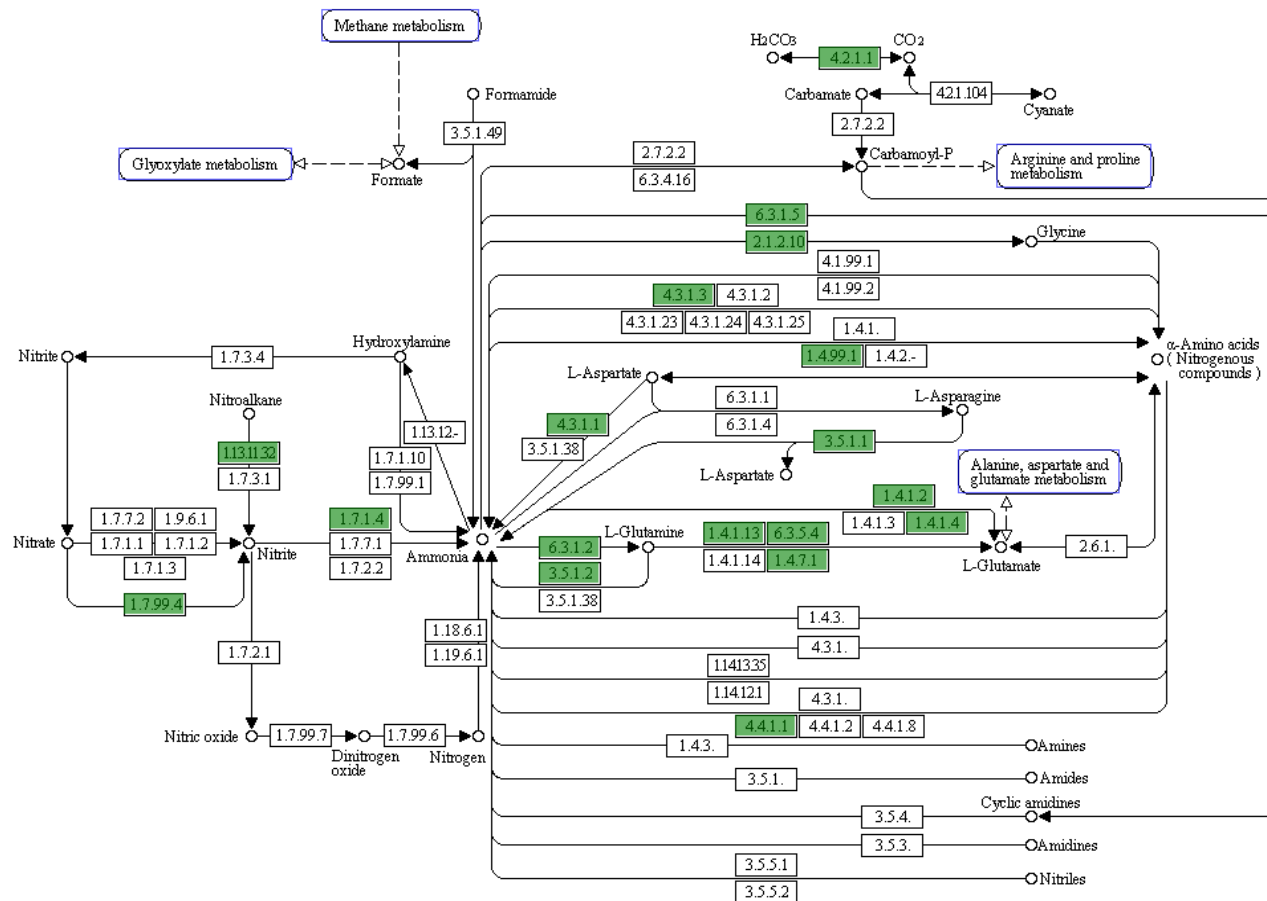 Methane metabolism
H2CO3
4.2.1.1
CO2
Formamide
Carbamate
4.2.1.104
Cyanate
3.5.1.49
2.7.2.2
Glyoxylate metabolism
Formate
2.7.2.2
6.3.4.16
Carbamoyl-P
Arginine and proline
metabolism
6.3.1.5
2.1.2.10
Glycine
4.1.99.1
4.1.99.2
4.3.1.3
4.3.1.2
4.3.1.23
4.3.1.24
4.3.1.25
1.4.1.
1.4.99.1
1.4.2.-
α-Amino acids
( Nitrogenous
compounds )
Nitrite
1.7.3.4
Hydroxylamine
L-Aspartate
Nitroalkane
6.3.1.1
6.3.1.4
L-Asparagine
4.3.1.1
3.5.1.38
1.13.12.-
3.5.1.1
1.13.11.32
1.7.3.1
1.7.1.10
1.7.99.1
L-Aspartate
Alanine, aspartate and
glutamate metabolism
1.4.1.2
1.4.1.3
1.4.1.4
1.7.7.2
1.9.6.1
1.7.1.4
Nitrate
1.7.1.1
1.7.1.2
Nitrite
1.7.7.1
Ammonia
6.3.1.2
L-Glutamine
1.4.1.13
6.3.5.4
2.6.1.
1.7.1.3
1.7.2.2
3.5.1.2
1.4.1.14
1.4.7.1
L-Glutamate
1.7.99.4
3.5.1.38
1.4.3.
1.18.6.1
1.19.6.1
4.3.1.
1.7.2.1
1.14.13.35
1.14.12.1
4.3.1.
4.4.1.1
4.4.1.2
4.4.1.8
Nitric oxide
1.7.99.7
Dinitrogen
oxide
1.7.99.6
Nitrogen
1.4.3.
Amines
3.5.1.
Amides
Cyclic amidines
3.5.4.
3.5.3.
Amidines
3.5.5.1
3.5.5.2
Nitriles